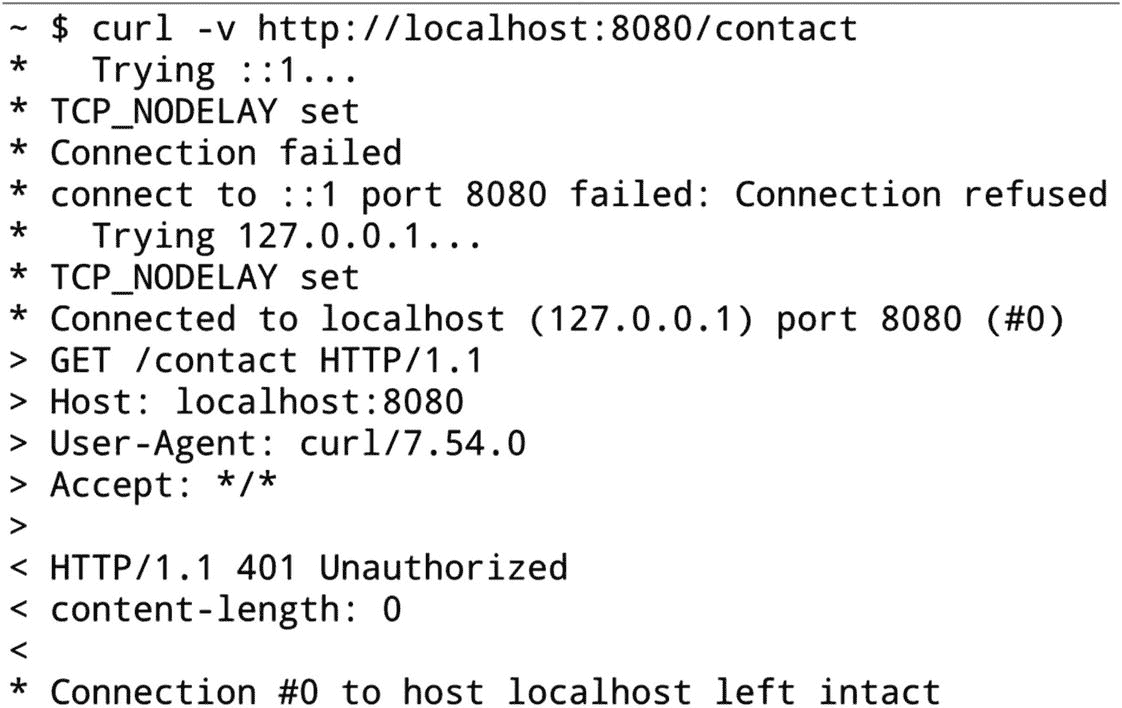 ~ $ curl -v http://localhost:8080/contact
*   Trying ::1...
* TCP_NODELAY set
* Connection failed
* connect to ::1 port 8080 failed: Connection refused
*   Trying 127.0.0.1...
* TCP_NODELAY set
* Connected to localhost (127.0.0.1) port 8080 (#0)
> GET /contact HTTP/1.1
> Host: localhost:8080
> User-Agent: curl/7.54.0
> Accept: */*
>
< HTTP/1.1 401 Unauthorized
< content-length: 0
<
* Connection #0 to host localhost left intact